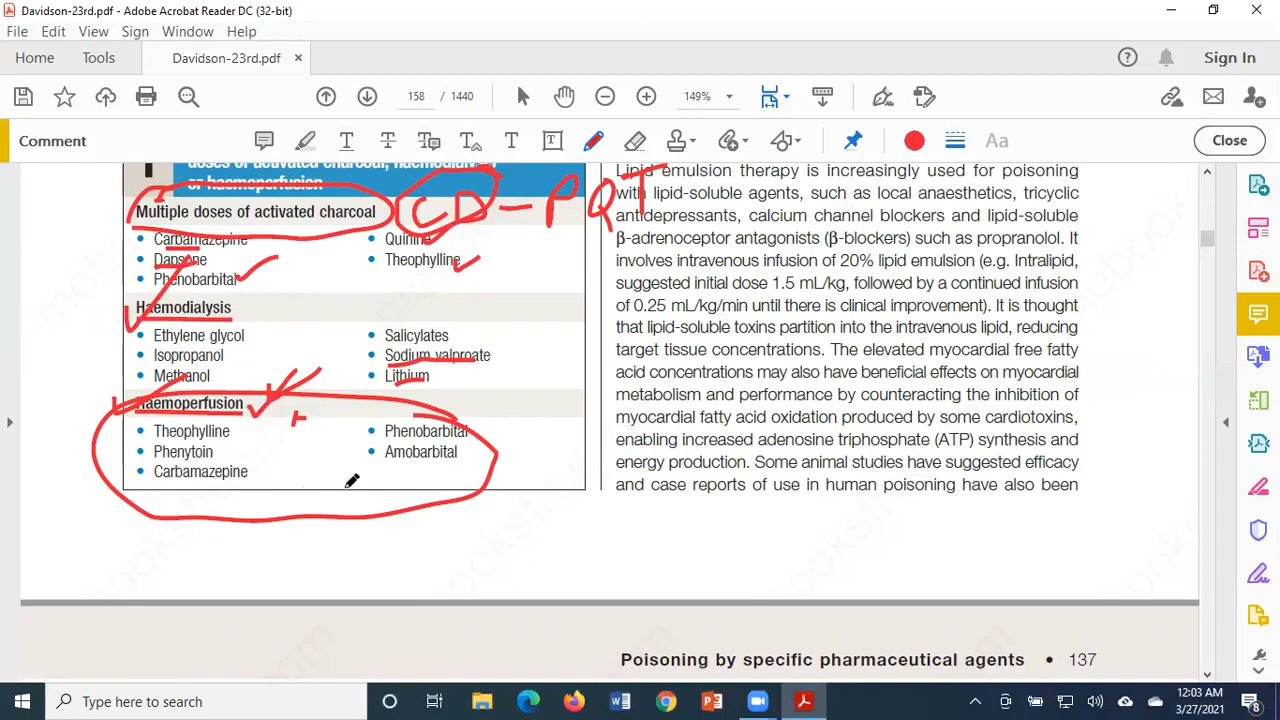 Davidson-23rd.pdf - Adobe Acrobat Reader DC (32-bit)
File Edit View Sign Window Help
Home Tools Davidson-23rd.pdf × Sign In
158 / 1440 149%
Comment Aa Close
doses of activated charcoal, haemodialysis
or haemoperfusion
CD - PQT
Multiple doses of activated charcoal
• Carbamazepine
• Dapsone
• Phenobarbital
• Quinine
• Theophylline
Haemodialysis
• Ethylene glycol
• Isopropanol
• Methanol
• Salicylates
• Sodium valproate
• Lithium
Haemoperfusion
• Theophylline
• Phenytoin
• Carbamazepine
• Phenobarbital
• Amobarbital
Lipid emulsion therapy is increasingly used for poisoning
with lipid-soluble agents, such as local anaesthetics, tricyclic
antidepressants, calcium channel blockers and lipid-soluble
β-adrenoceptor antagonists (β-blockers) such as propranolol. It
involves intravenous infusion of 20% lipid emulsion (e.g. Intralipid,
suggested initial dose 1.5 mL/kg, followed by a continued infusion
of 0.25 mL/kg/min until there is clinical improvement). It is thought
that lipid-soluble toxins partition into the intravenous lipid, reducing
target tissue concentrations. The elevated myocardial free fatty
acid concentrations may also have beneficial effects on myocardial
metabolism and performance by counteracting the inhibition of
myocardial fatty acid oxidation produced by some cardiotoxins,
enabling increased adenosine triphosphate (ATP) synthesis and
energy production. Some animal studies have suggested efficacy
and case reports of use in human poisoning have also been
Poisoning by specific pharmaceutical agents • 137
Type here to search
12:03 AM
3/27/2021
8